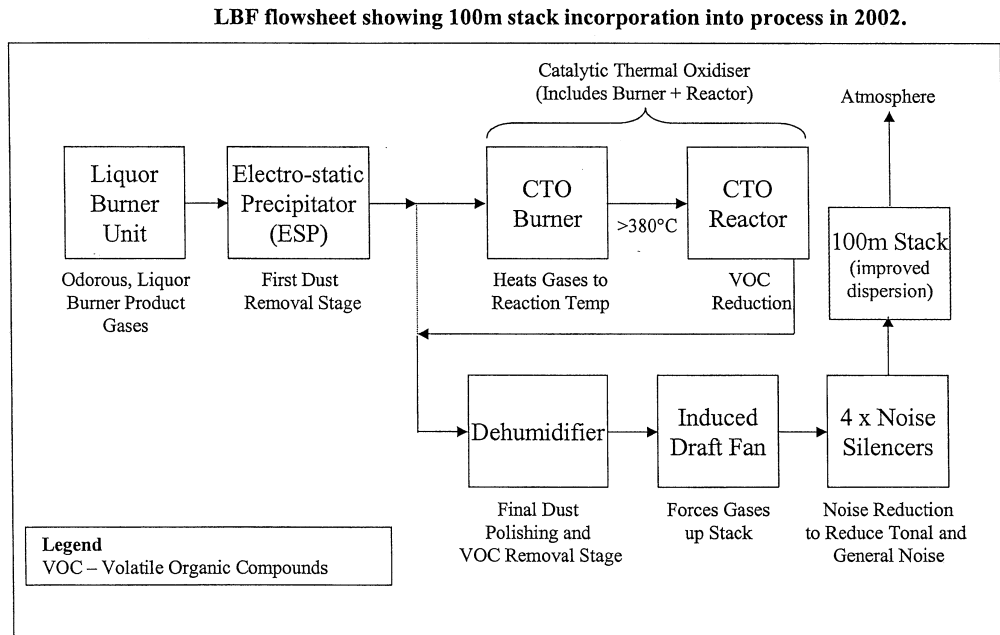 LBF flowsheet showing 100m stack incorporation into process in 2002.
Catalytic Thermal Oxidiser
(Includes Burner + Reactor)
Atmosphere
Liquor
Burner
Unit
Electro-static
Precipitator
(ESP)
CTO
Burner
>380°C
CTO
Reactor
100m Stack
(improved
dispersion)
Odorous, Liquor
Burner Product
Gases
First Dust
Removal Stage
Heats Gases to
Reaction Temp
VOC
Reduction
Dehumidifier
Induced
Draft Fan
4 x Noise
Silencers
Final Dust
Polishing and
VOC Removal Stage
Forces Gases
up Stack
Noise Reduction
to Reduce Tonal and
General Noise
Legend
VOC – Volatile Organic Compounds